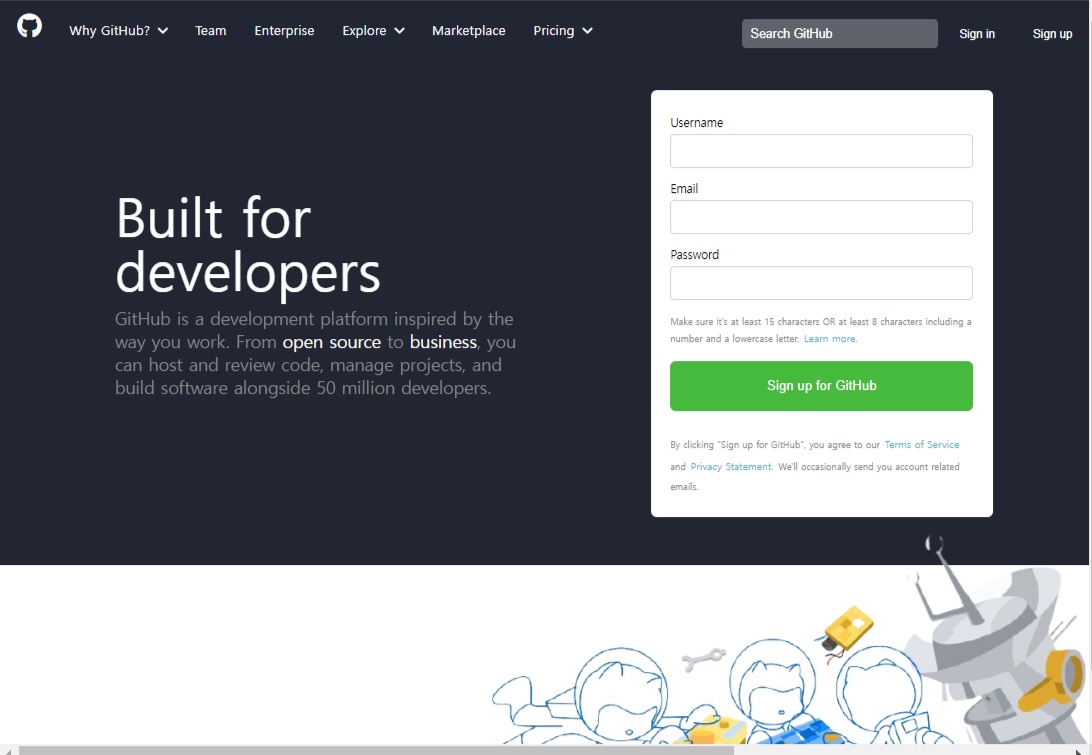 Why GitHub? Team Enterprise Explore Marketplace Pricing Search GitHub Sign in Sign up
Built for
developers
GitHub is a development platform inspired by the
way you work. From open source to business, you
can host and review code, manage projects, and
build software alongside 50 million developers.
Username
Email
Password
Make sure it's at least 15 characters OR at least 8 characters including a
number and a lowercase letter. Learn more.
Sign up for GitHub
By clicking "Sign up for GitHub", you agree to our Terms of Service
and Privacy Statement. We'll occasionally send you account related
emails.